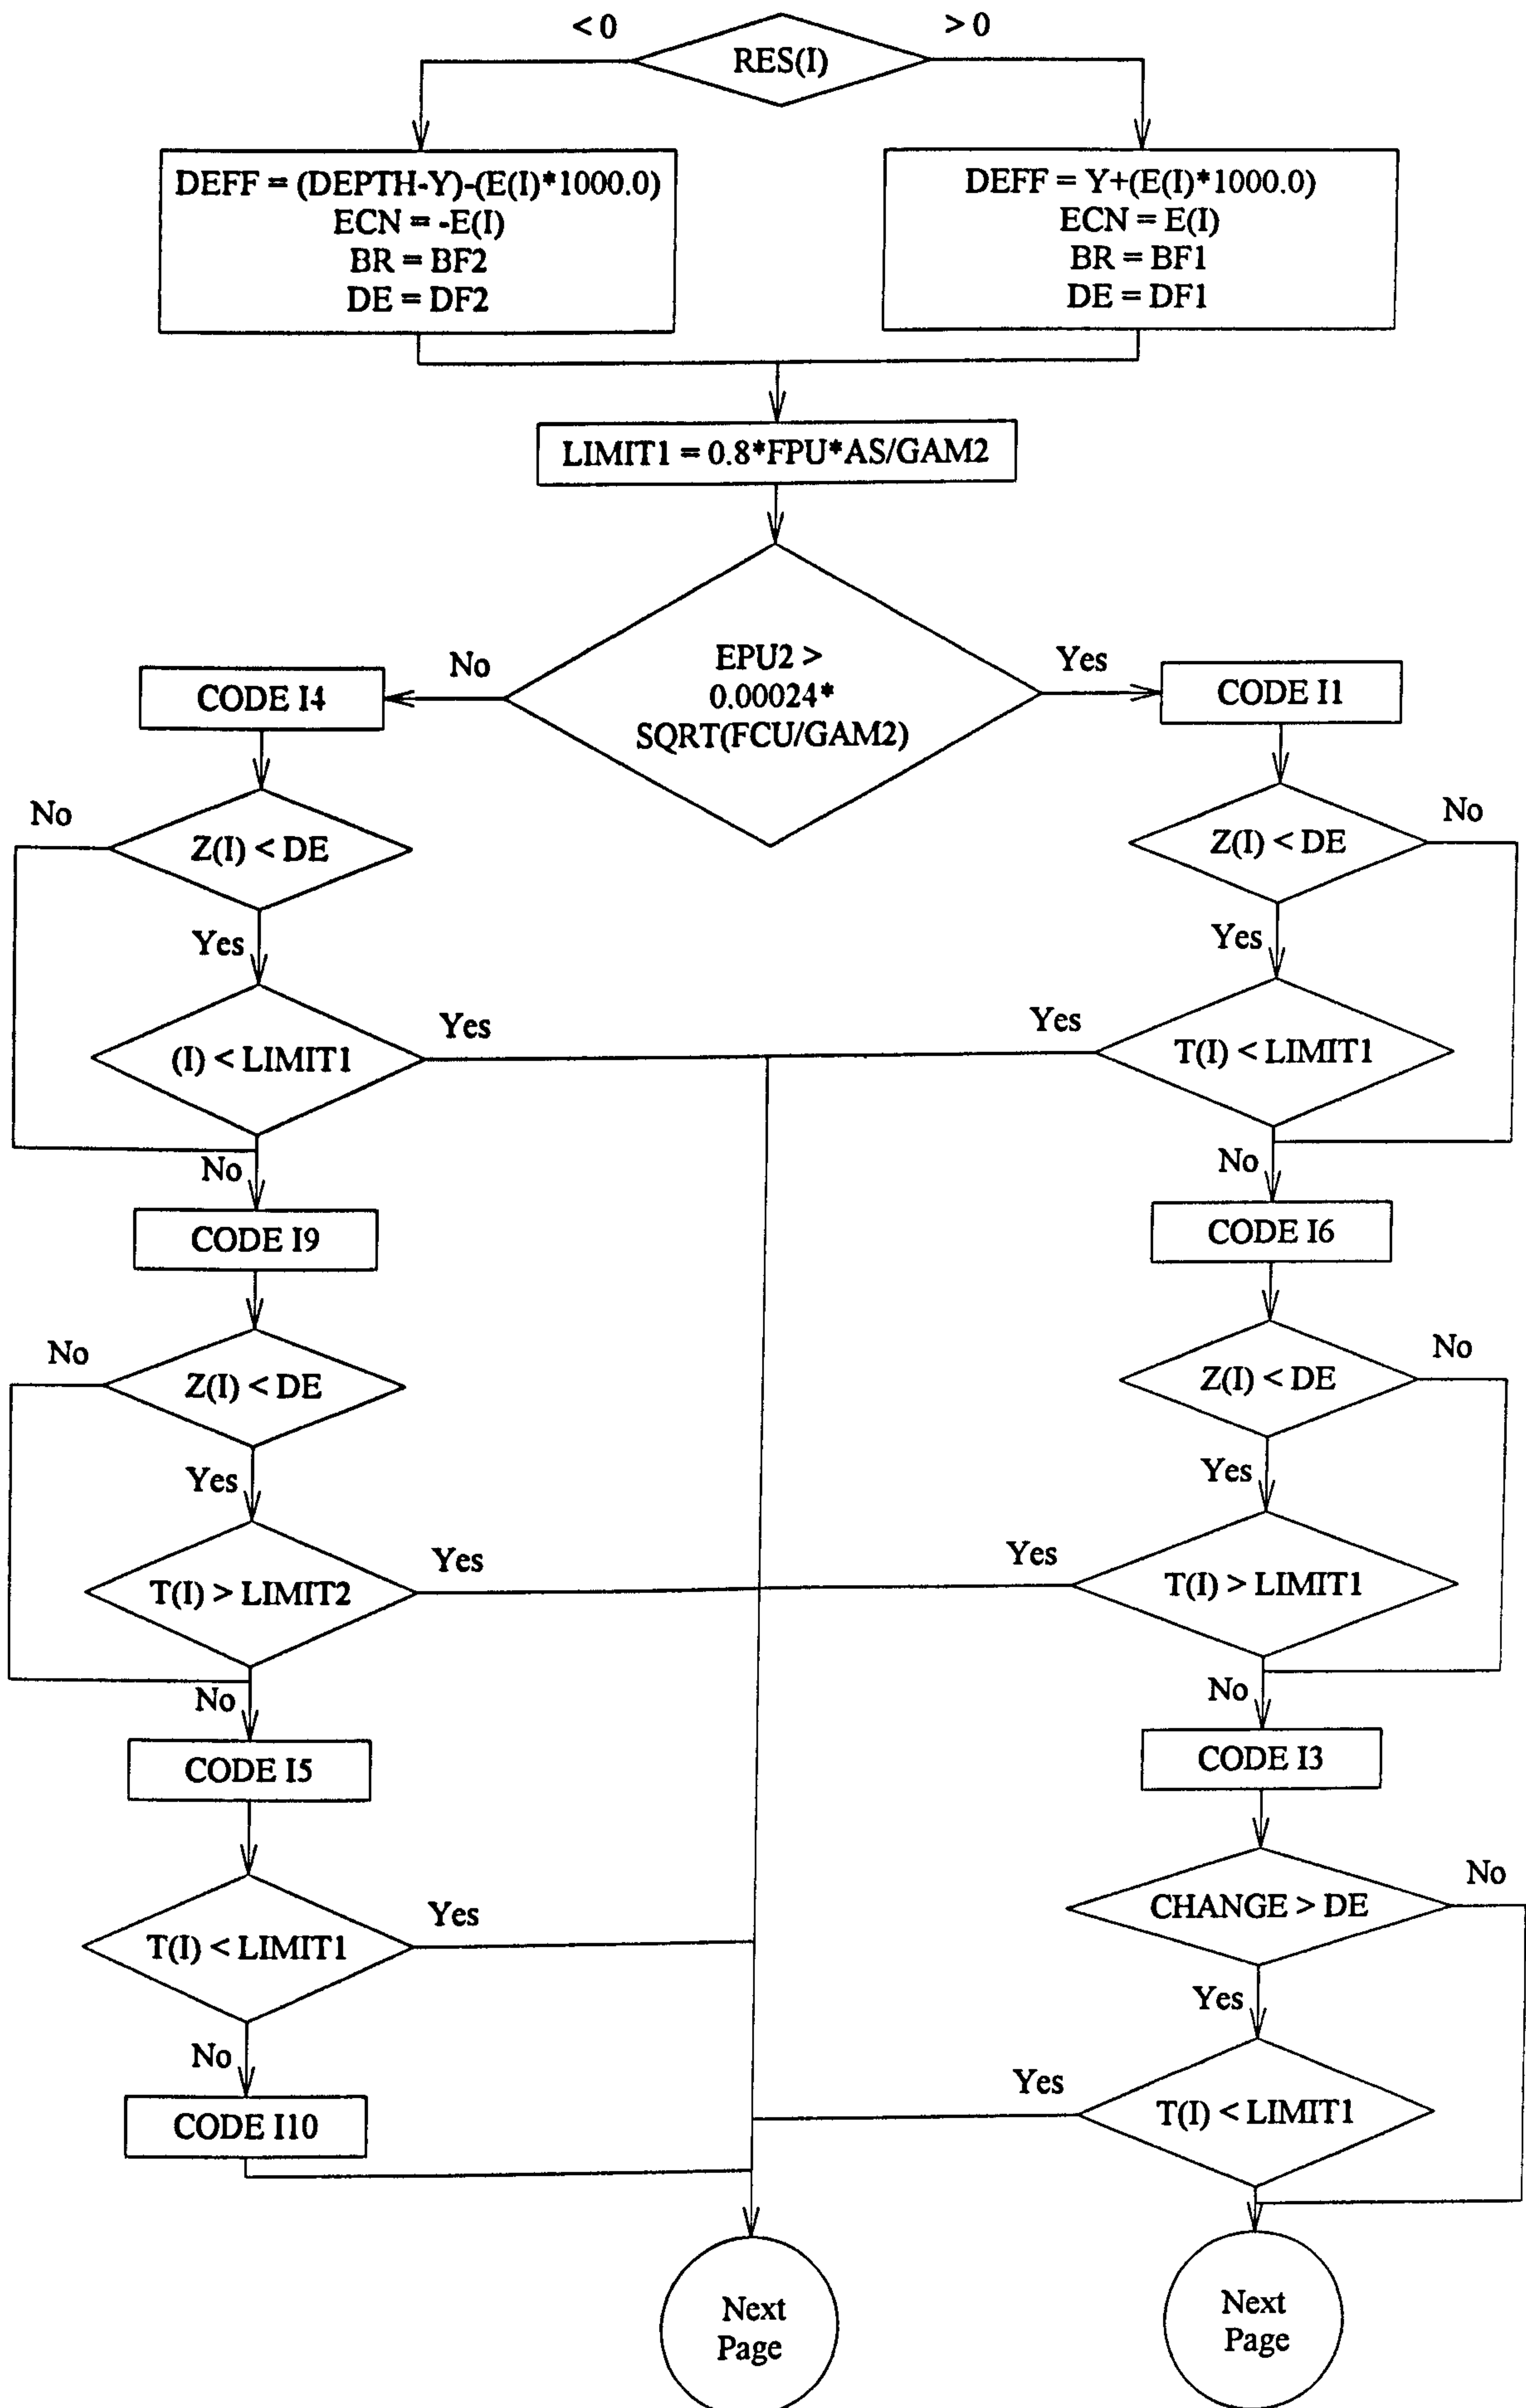 < 0
> 0
RES(I)
DEFF = (DEPTH-Y)-(E(I)*1000.0)
ECN = -E(I)
BR = BF2
DE = DF2
DEFF = Y+(E(I)*1000.0)
ECN = E(I)
BR = BF1
DE = DF1
LIMIT1 = 0.8*FPU*AS/GAM2
EPU2 >
0.00024*
SQRT(FCU/GAM2)
No
Yes
CODE I4
CODE I1
No
Z(I) < DE
Z(I) < DE
No
Yes
Yes
(I) < LIMIT1
Yes
Yes
T(I) < LIMIT1
No
No
CODE I9
CODE I6
No
Z(I) < DE
Z(I) < DE
No
Yes
Yes
T(I) > LIMIT2
Yes
Yes
T(I) > LIMIT1
No
No
CODE I5
CODE I3
CHANGE > DE
No
T(I) < LIMIT1
Yes
Yes
No
Yes
T(I) < LIMIT1
CODE I10
Next
Page
Next
Page